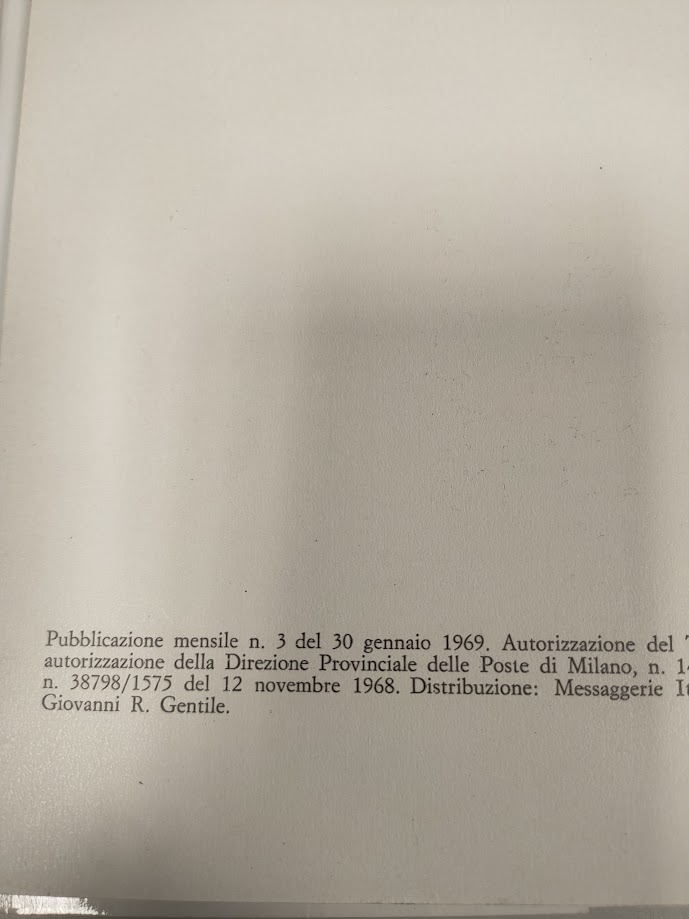 Pubblicazione mensile n. 3 del 30 gennaio 1969. Autorizzazione del
autorizzazione della Direzione Provinciale delle Poste di Milano, n.
n. 38798/1575 del 12 novembre 1968. Distribuzione: Messaggerie
Giovanni R. Gentile.